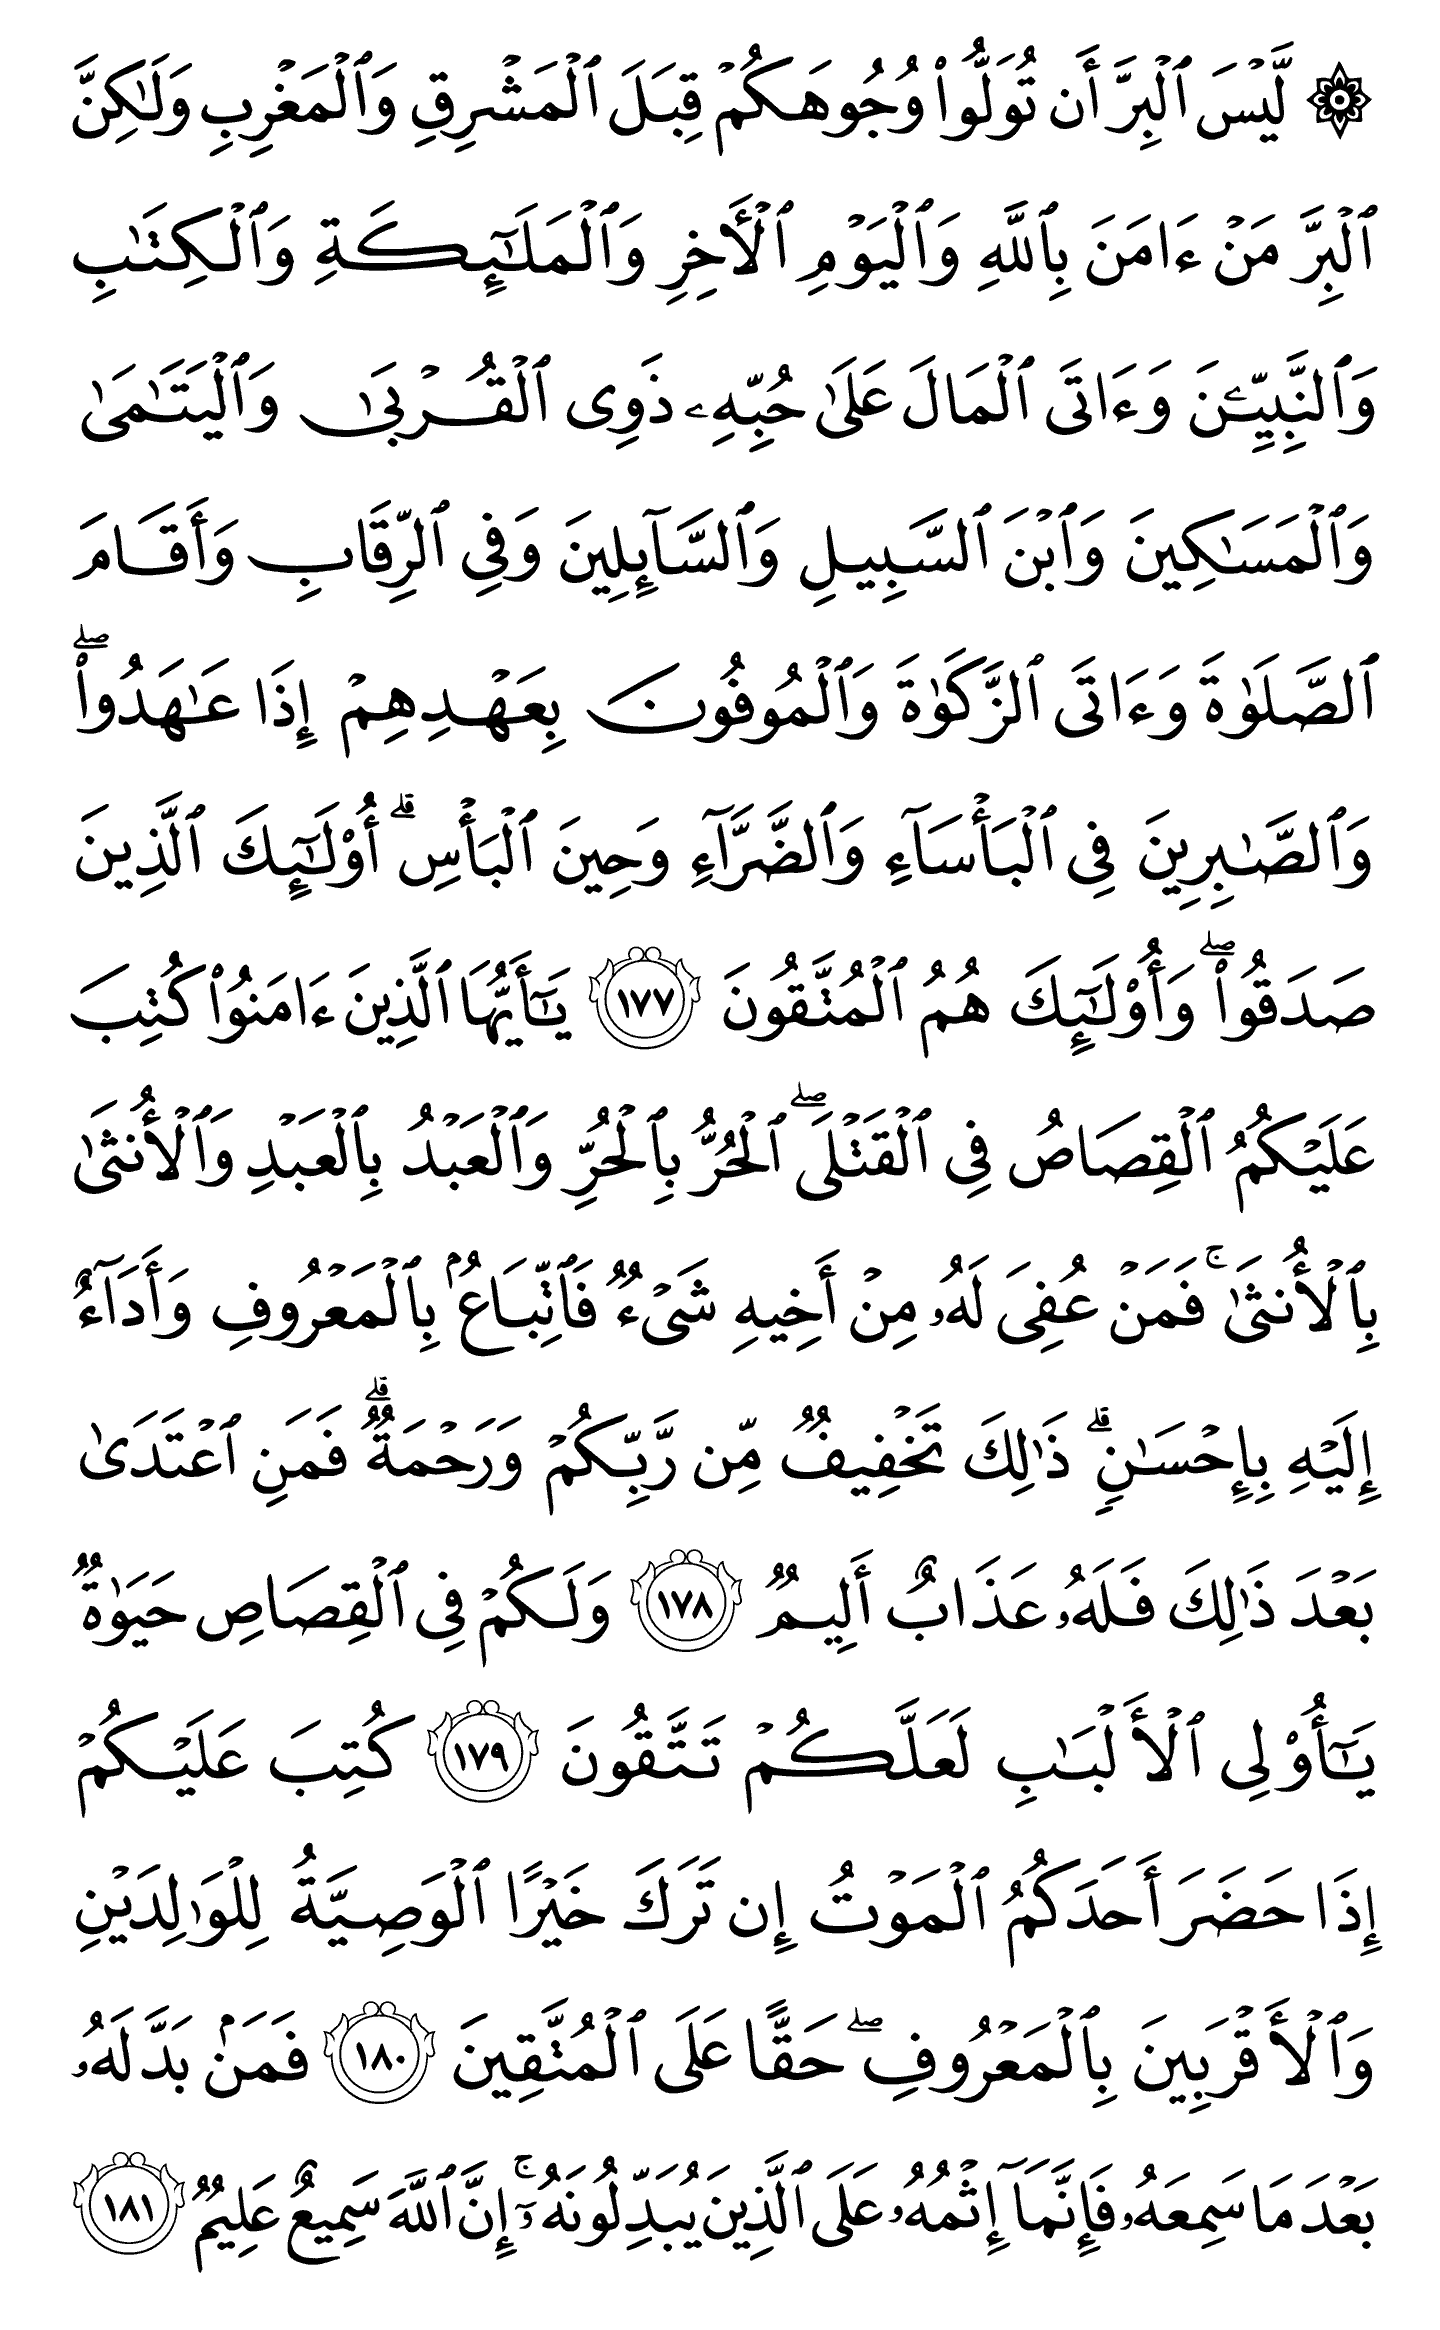 ۞ لَّيۡسَ ٱلۡبِرَّ أَن تُوَلُّواْ وُجُوهَكُمۡ قِبَلَ ٱلۡمَشۡرِقِ وَٱلۡمَغۡرِبِ وَلَٰكِنَّ
ٱلۡبِرَّ مَنۡ ءَامَنَ بِٱللَّهِ وَٱلۡيَوۡمِ ٱلۡأٓخِرِ وَٱلۡمَلَٰٓئِكَةِ وَٱلۡكِتَٰبِ
وَٱلنَّبِيِّـۧنَ وَءَاتَى ٱلۡمَالَ عَلَىٰ حُبِّهِۦ ذَوِي ٱلۡقُرۡبَىٰ وَٱلۡيَتَٰمَىٰ
وَٱلۡمَسَٰكِينَ وَٱبۡنَ ٱلسَّبِيلِ وَٱلسَّآئِلِينَ وَفِي ٱلرِّقَابِ وَأَقَامَ
ٱلصَّلَوٰةَ وَءَاتَى ٱلزَّكَوٰةَ وَٱلۡمُوفُونَ بِعَهۡدِهِمۡ إِذَا عَٰهَدُواْۖ
وَٱلصَّٰبِرِينَ فِي ٱلۡبَأۡسَآءِ وَٱلضَّرَّآءِ وَحِينَ ٱلۡبَأۡسِۗ أُوْلَٰٓئِكَ ٱلَّذِينَ
صَدَقُواْۖ وَأُوْلَٰٓئِكَ هُمُ ٱلۡمُتَّقُونَ ١٧٧ يَٰٓأَيُّهَا ٱلَّذِينَ ءَامَنُواْ كُتِبَ
عَلَيۡكُمُ ٱلۡقِصَاصُ فِي ٱلۡقَتۡلَىۖ ٱلۡحُرُّ بِٱلۡحُرِّ وَٱلۡعَبۡدُ بِٱلۡعَبۡدِ وَٱلۡأُنثَىٰ
بِٱلۡأُنثَىٰۚ فَمَنۡ عُفِيَ لَهُۥ مِنۡ أَخِيهِ شَيۡءٞ فَٱتِّبَاعُۢ بِٱلۡمَعۡرُوفِ وَأَدَآءٌ
إِلَيۡهِ بِإِحۡسَٰنٖۗ ذَٰلِكَ تَخۡفِيفٞ مِّن رَّبِّكُمۡ وَرَحۡمَةٞۗ فَمَنِ ٱعۡتَدَىٰ
بَعۡدَ ذَٰلِكَ فَلَهُۥ عَذَابٌ أَلِيمٞ ١٧٨ وَلَكُمۡ فِي ٱلۡقِصَاصِ حَيَوٰةٞ
يَٰٓأُوْلِي ٱلۡأَلۡبَٰبِ لَعَلَّكُمۡ تَتَّقُونَ ١٧٩ كُتِبَ عَلَيۡكُمۡ
إِذَا حَضَرَ أَحَدَكُمُ ٱلۡمَوۡتُ إِن تَرَكَ خَيۡرًا ٱلۡوَصِيَّةُ لِلۡوَٰلِدَيۡنِ
وَٱلۡأَقۡرَبِينَ بِٱلۡمَعۡرُوفِۖ حَقًّا عَلَى ٱلۡمُتَّقِينَ ١٨٠ فَمَنۢ بَدَّلَهُۥ
بَعۡدَ مَا سَمِعَهُۥ فَإِنَّمَآ إِثۡمُهُۥ عَلَى ٱلَّذِينَ يُبَدِّلُونَهُۥٓۚ إِنَّ ٱللَّهَ سَمِيعٌ عَلِيمٞ ١٨١